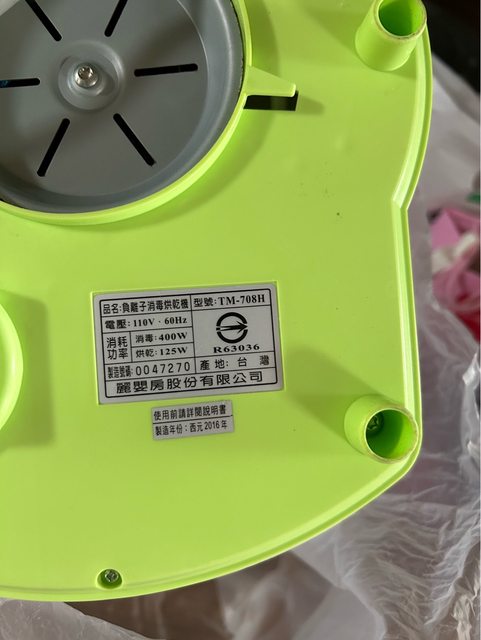 品名: 負離子消毒烘乾機 型號: TM-708H
電壓: 110V、60Hz
消耗功率 消毒: 400W
烘乾: 125W
R63036
製造號碼: 0047270 產地: 台灣
麗嬰房股份有限公司
使用前請詳閱說明書
製造年份: 西元2016年